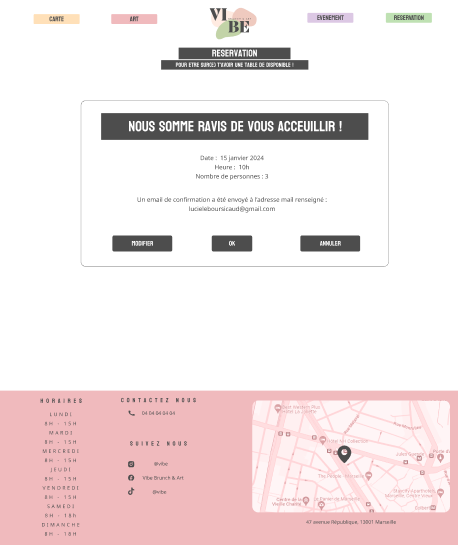 CARTE
ART
VI
BE
EVENEMENT
RESERVATION
RESERVATION
POUR ETRE SUR(E) T'AVOIR UNE TABLE DE DISPONIBLE !
NOUS SOMME RAVIS DE VOUS ACCEUILLIR !
Date : 15 janvier 2024
Heure : 10h
Nombre de personnes : 3
Un email de confirmation a été envoyé à l'adresse mail renseigné :
lucieleboursicaud@gmail.com
MODIFIER
OK
ANNULER
HORAIRES
LUNDI
8H - 15H
MARDI
8H - 15H
MERCREDI
8H - 15H
JEUDI
8H - 15H
VENDREDI
8H - 15H
SAMEDI
8H - 18H
DIMANCHE
8H - 18H
CONTACTEZ NOUS
04 04 04 04 04
SUIVEZ NOUS
@vibe
Vibe Brunch & Art
@vibe
47 avenue République, 13001 Marseille